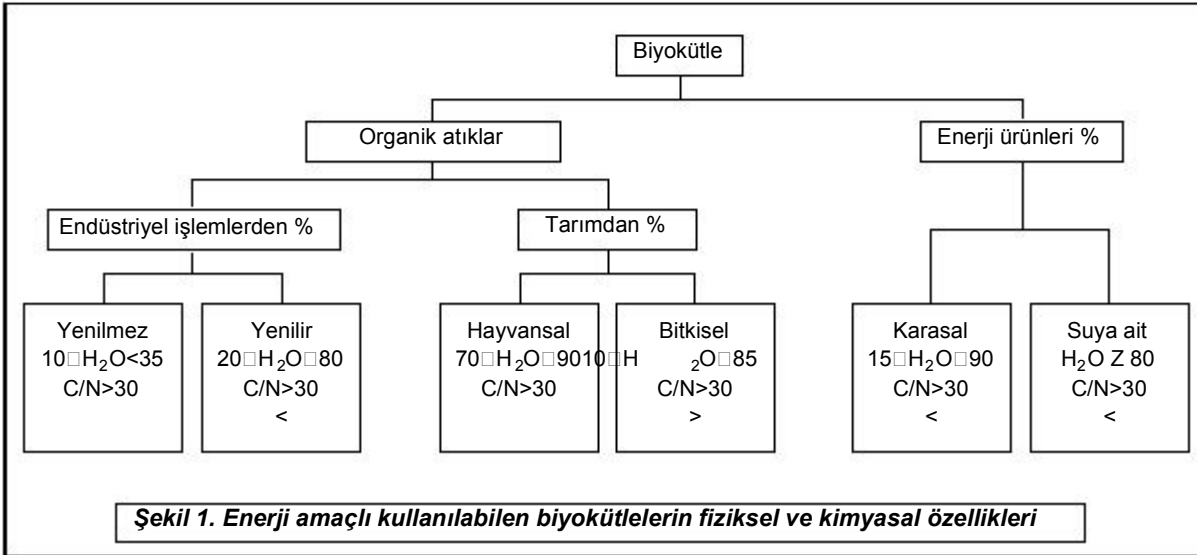 Biyokütle
Organik atıklar
Enerji ürünleri %
Endüstriyel işlemlerden %
Tarımdan %
Yenilmez
10□H₂O<35
C/N>30
Yenilir
20□H₂O□80
C/N>30
<
Hayvansal
70□H₂O□90
C/N>30
Bitkisel
10□H ₂O□85
C/N>30
>
Karasal
15□H₂O□90
C/N>30
<
Suya ait
H₂O Z 80
C/N>30
<
Şekil 1. Enerji amaçlı kullanılabilen biyokütlelerin fiziksel ve kimyasal özellikleri